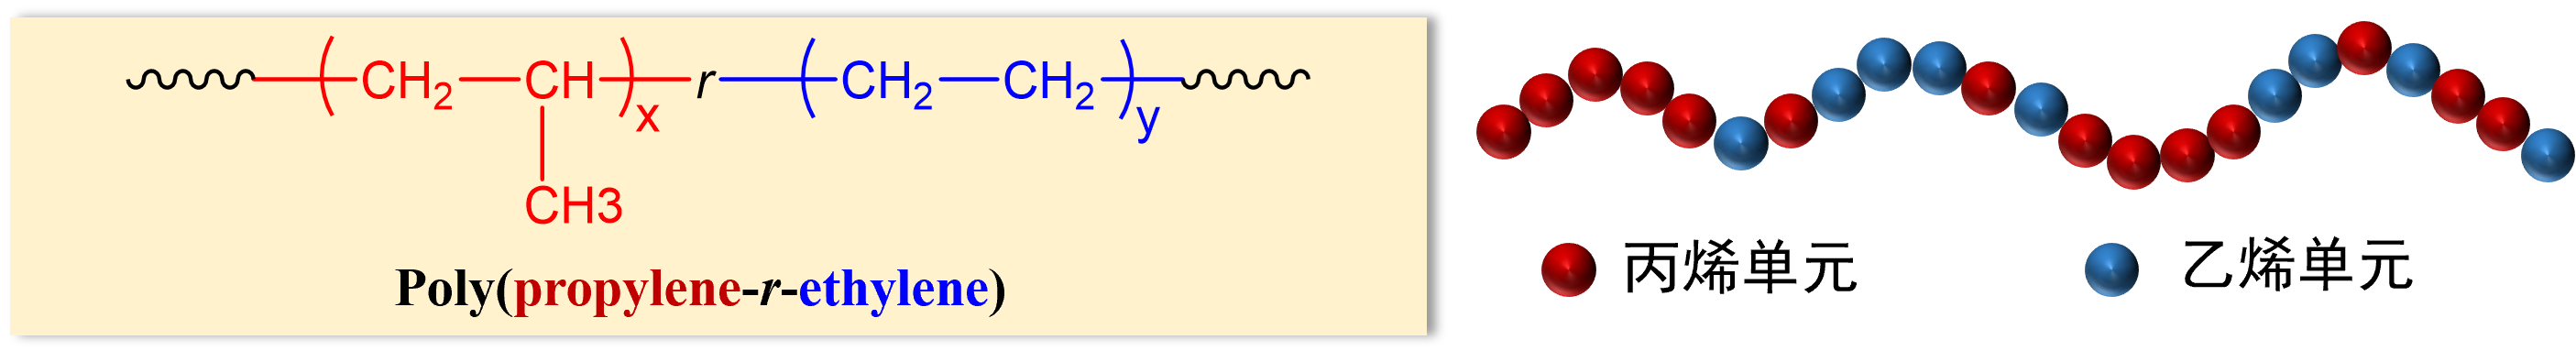 CH₂ CH x r CH₂ CH₂ y
CH3
Poly(propylene-r-ethylene)
丙烯单元
乙烯单元